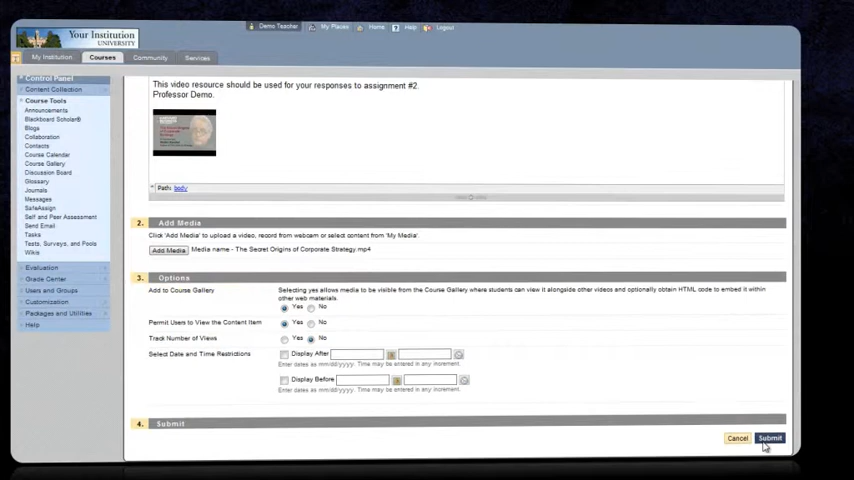 Demo Teacher My Places Home Help Logout
Your Institution
UNIVERSITY
My Institution Courses Community Services
Control Panel
Content Collection
Course Tools
Announcements
Blackboard Scholar®
Blogs
Collaboration
Contacts
Course Calendar
Course Gallery
Discussion Board
Glossary
Journals
Messages
SafeAssign
Self and Peer Assessment
Send Email
Tasks
Tests, Surveys, and Pools
Wikis
Evaluation
Grade Center
Users and Groups
Customization
Packages and Utilities
Help
This video resource should be used for your responses to assignment #2.
Professor Demo.
Path: body
2. Add Media
Click 'Add Media' to upload a video, record from webcam or select content from 'My Media'.
Add Media Media name - The Secret Origins of Corporate Strategy.mp4
3. Options
Add to Course Gallery Selecting yes allows media to be visible from the Course Gallery where students can view it alongside other videos and optionally obtain HTML code to embed it within
other web materials.
Yes No
Permit Users to View the Content Item Yes No
Track Number of Views Yes No
Select Date and Time Restrictions Display After
Enter dates as mm/dd/yyyy. Time may be entered in any increment.
Display Before
Enter dates as mm/dd/yyyy. Time may be entered in any increment.
4. Submit
Cancel Submit